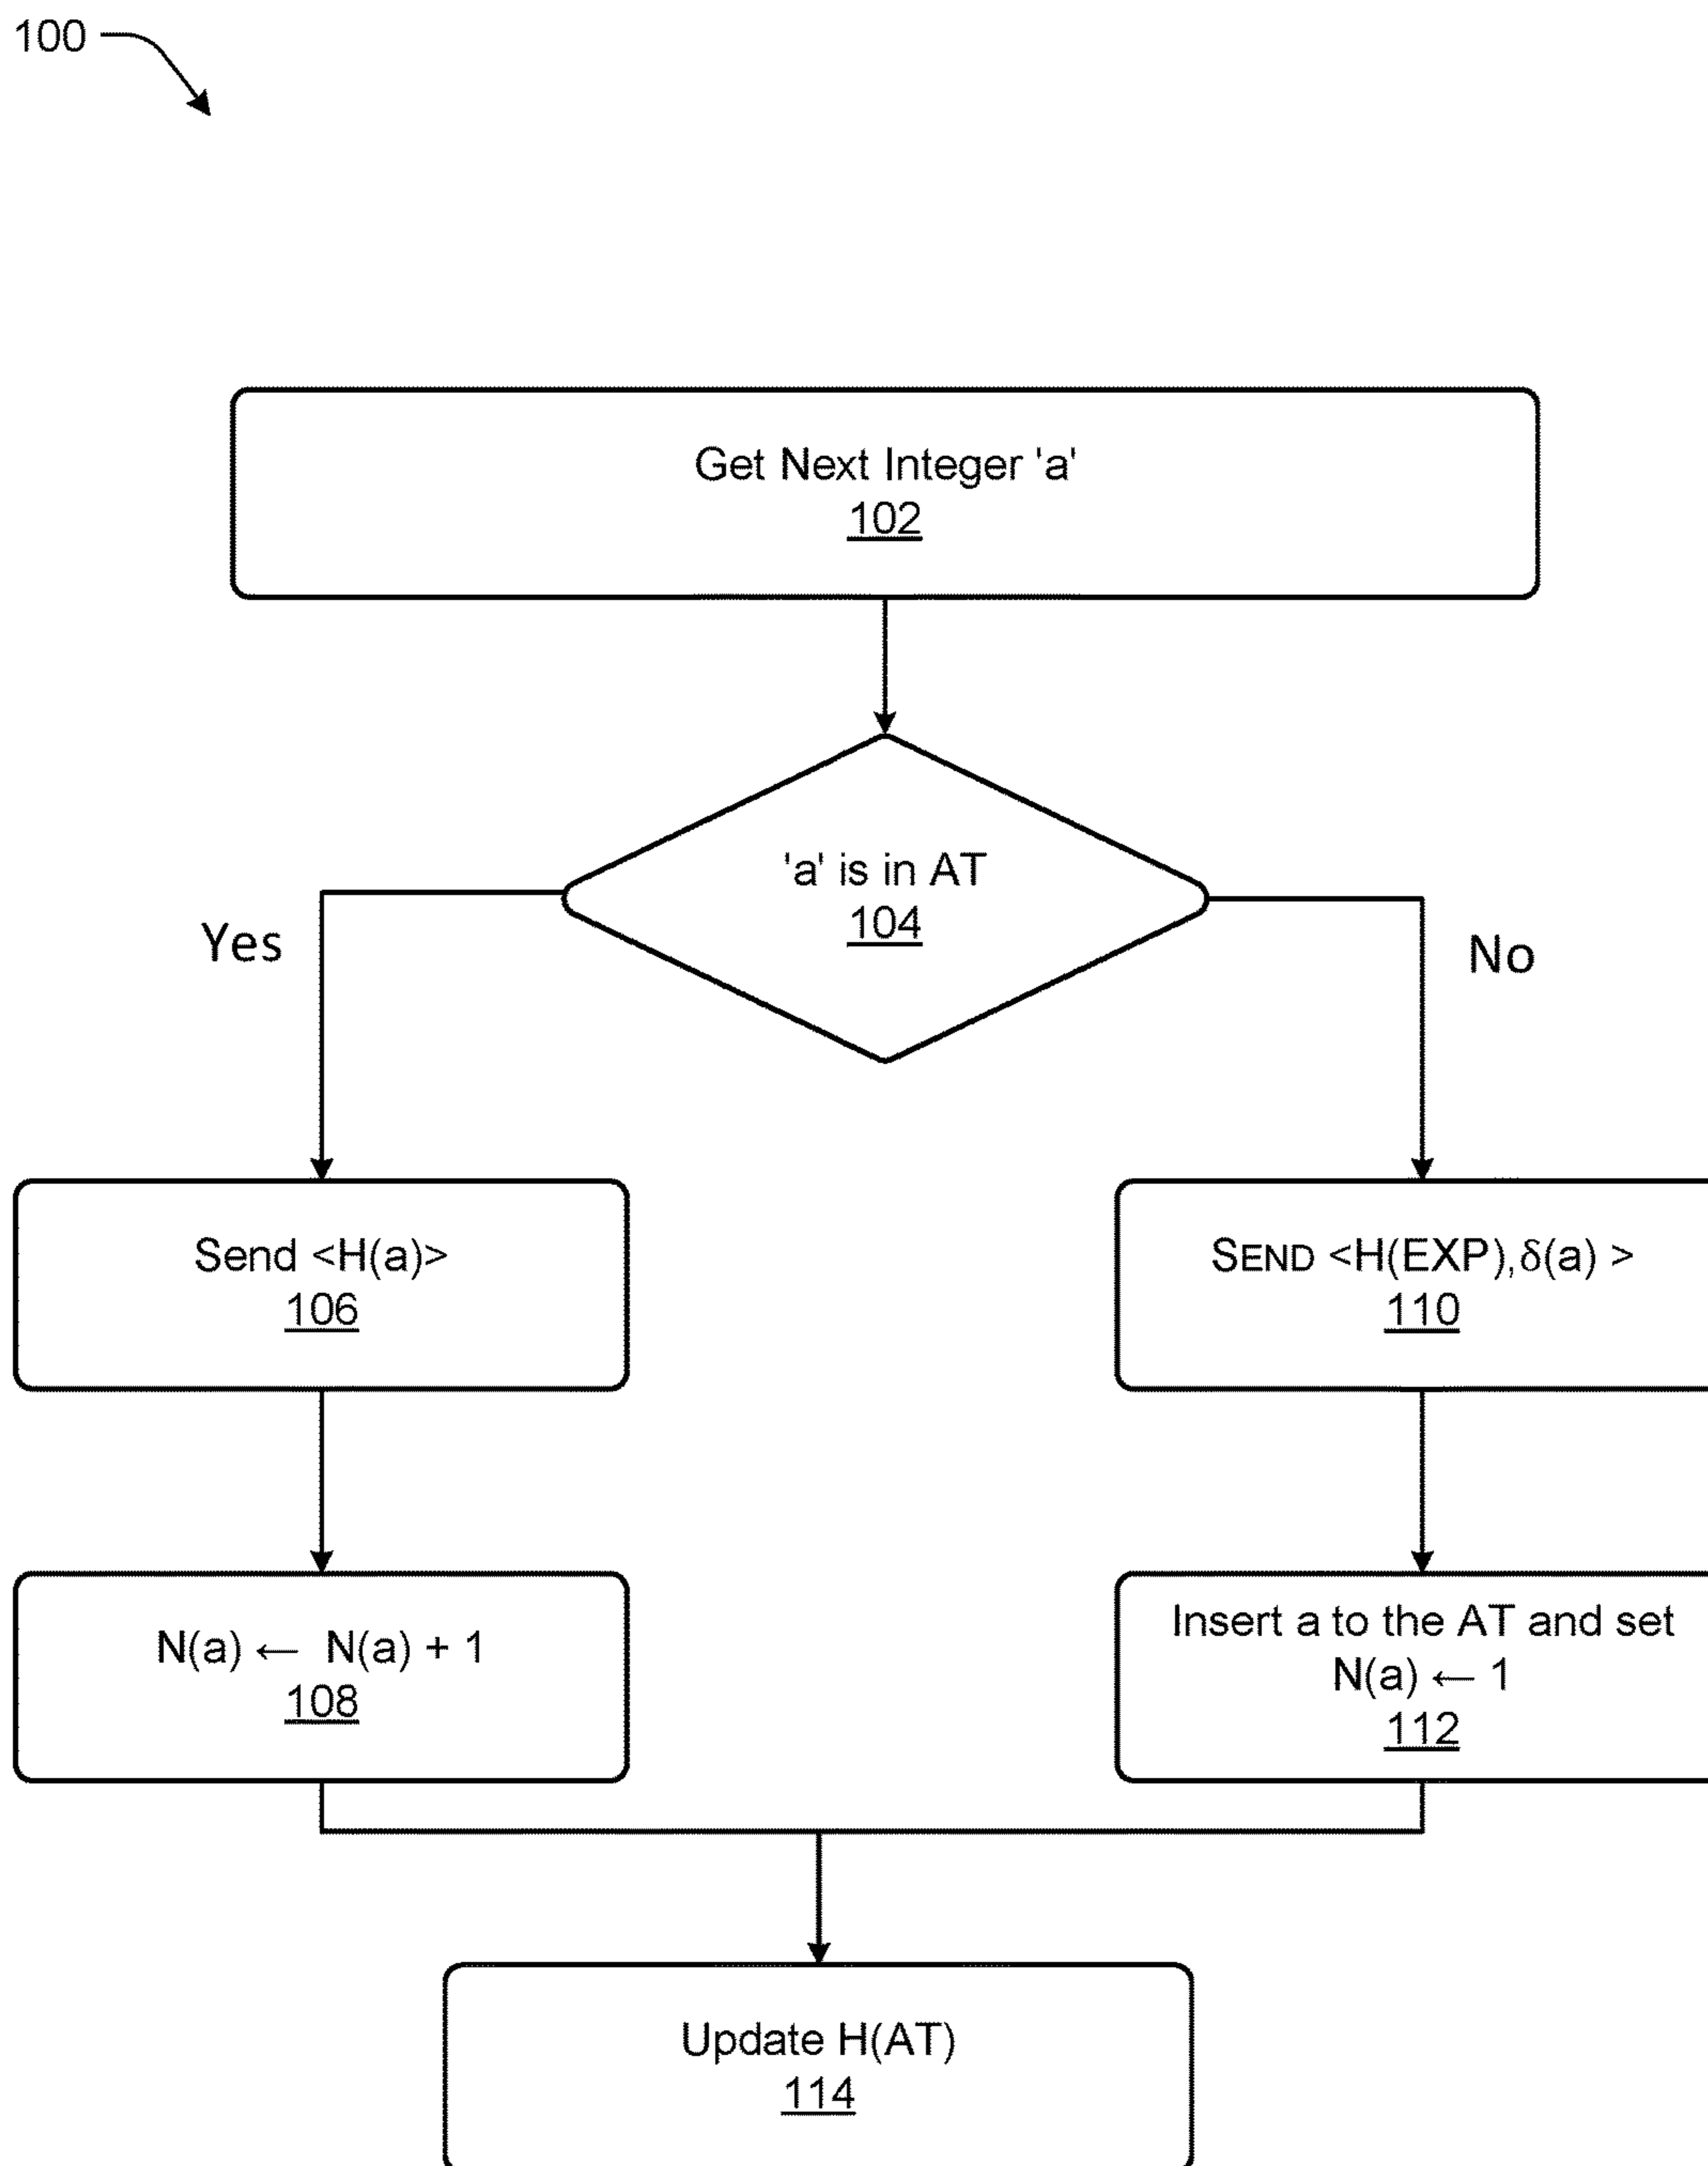 100
Get Next Integer 'a'
102
'a' is in AT
104
Yes
No
Send <H(a)>
106
SEND <H(EXP),δ(a) >
110
N(a) ← N(a) + 1
108
Insert a to the AT and set
N(a) ← 1
112
Update H(AT)
114